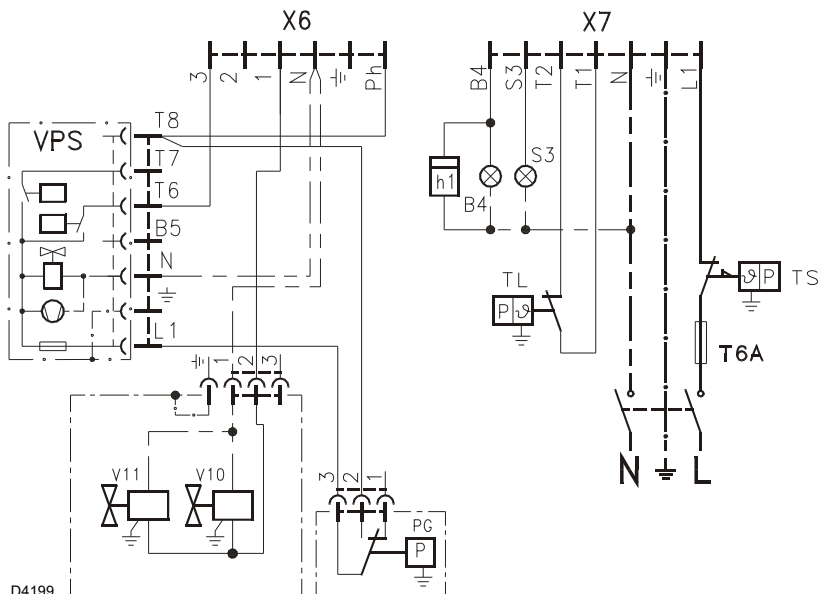 X6
X7
3 2 1 N Ph
B4 S3 T2 T1 N L1
VPS
T8
T7
T6
B5
N
L1
h1
B4
S3
TL
P ϑ
ϑ P TS
T6A
N L
1 2 3
V11 V10
3 2 1
PG
P
D4199